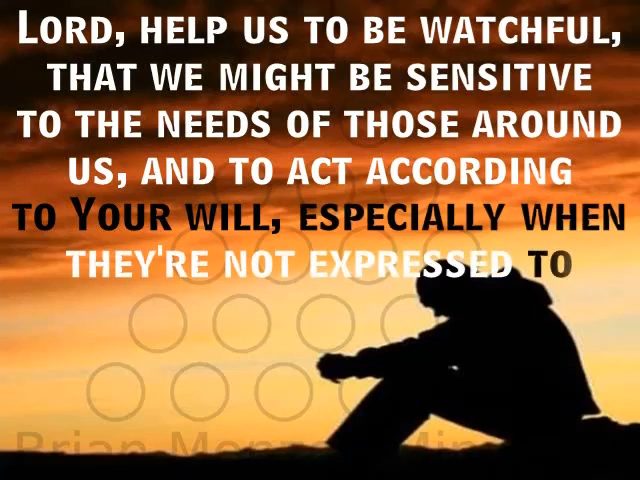 Lord, help us to be watchful,
that we might be sensitive
to the needs of those around
us, and to act according
to Your will, especially when
they're not expressed to
Brian